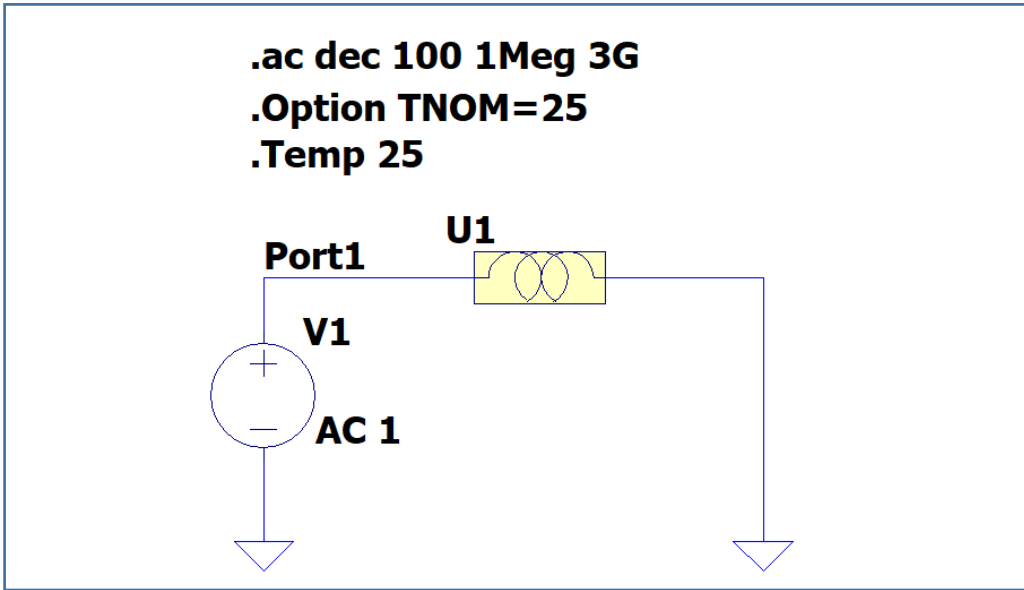 .ac dec 100 1Meg 3G
.Option TNOM=25
.Temp 25
U1
Port1
V1
AC 1